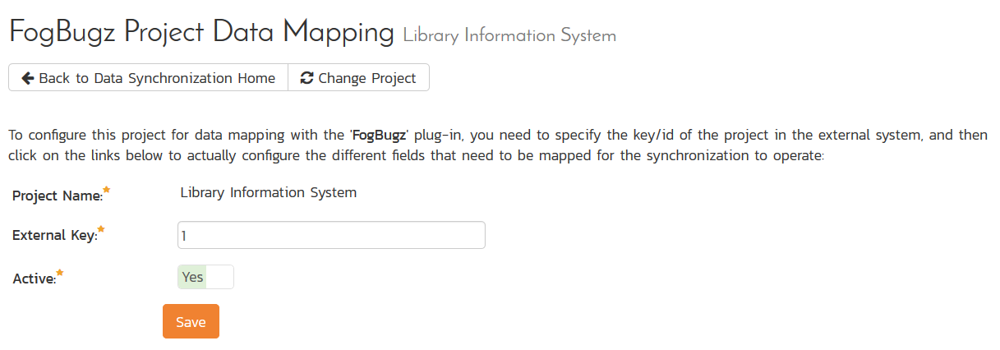 FogBugz Project Data Mapping Library Information System
Back to Data Synchronization Home Change Project
To configure this project for data mapping with the 'FogBugz' plug-in, you need to specify the key/id of the project in the external system, and then
click on the links below to actually configure the different fields that need to be mapped for the synchronization to operate:
Project Name: Library Information System
External Key: 1
Active: Yes
Save